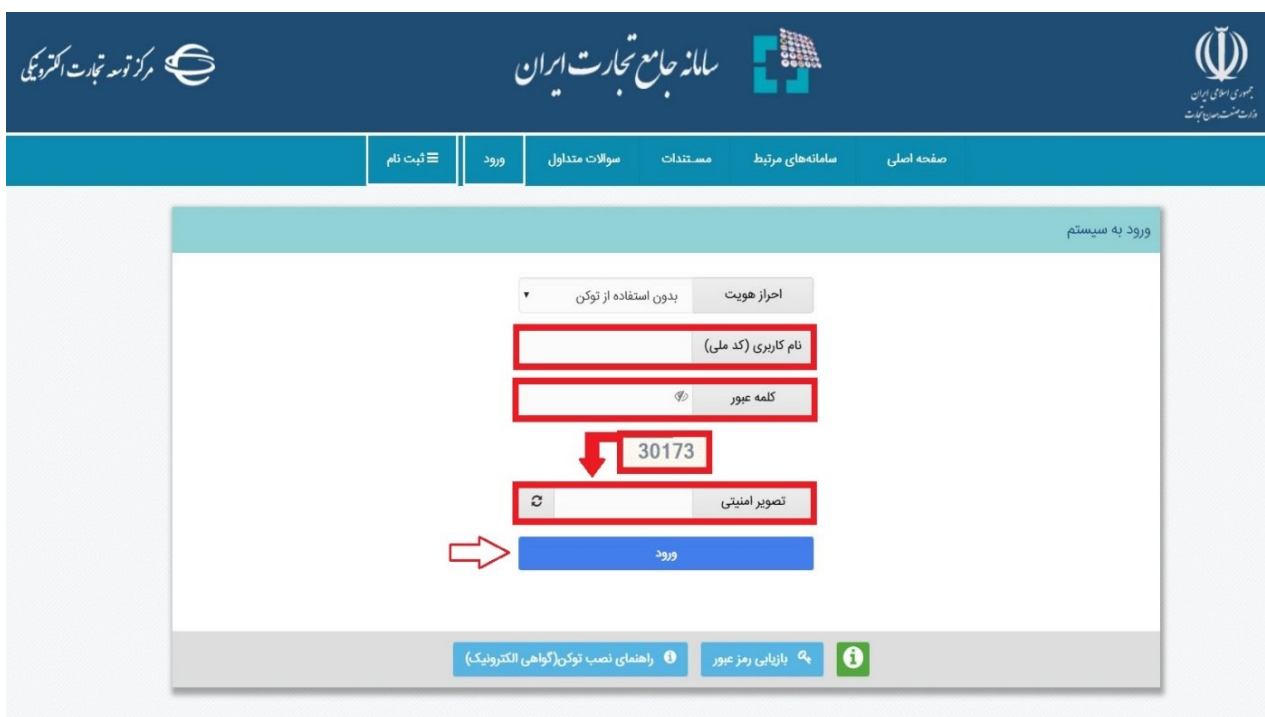 جمهوری اسلامی ایران
وزارت صنعت، معدن و تجارت
سامانه جامع تجارت ایران
مرکز توسعه تجارت الکترونیکی
صفحه اصلی
سامانه‌های مرتبط
مستندات
سوالات متداول
ورود
ثبت نام
ورود به سیستم
احراز هویت
بدون استفاده از توکن
نام کاربری (کد ملی)
کلمه عبور
30173
تصویر امنیتی
ورود
بازیابی رمز عبور
راهنمای نصب توکن(گواهی الکترونیک)